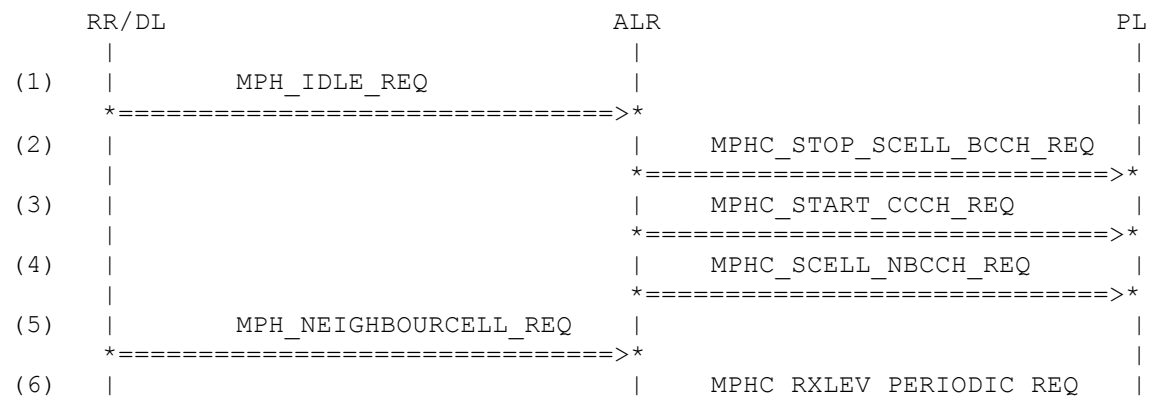 RR/DL ALR PL
| | |
(1) | MPH_IDLE_REQ | |
*===============================>* |
(2) | | MPHC_STOP_SCELL_BCCH_REQ |
| *=============================>*
(3) | | MPHC_START_CCCH_REQ |
| *=============================>*
(4) | | MPHC_SCELL_NBCCH_REQ |
| *=============================>*
(5) | MPH_NEIGHBOURCELL_REQ | |
*===============================>* |
(6) | | MPHC RXLEV PERIODIC REQ |